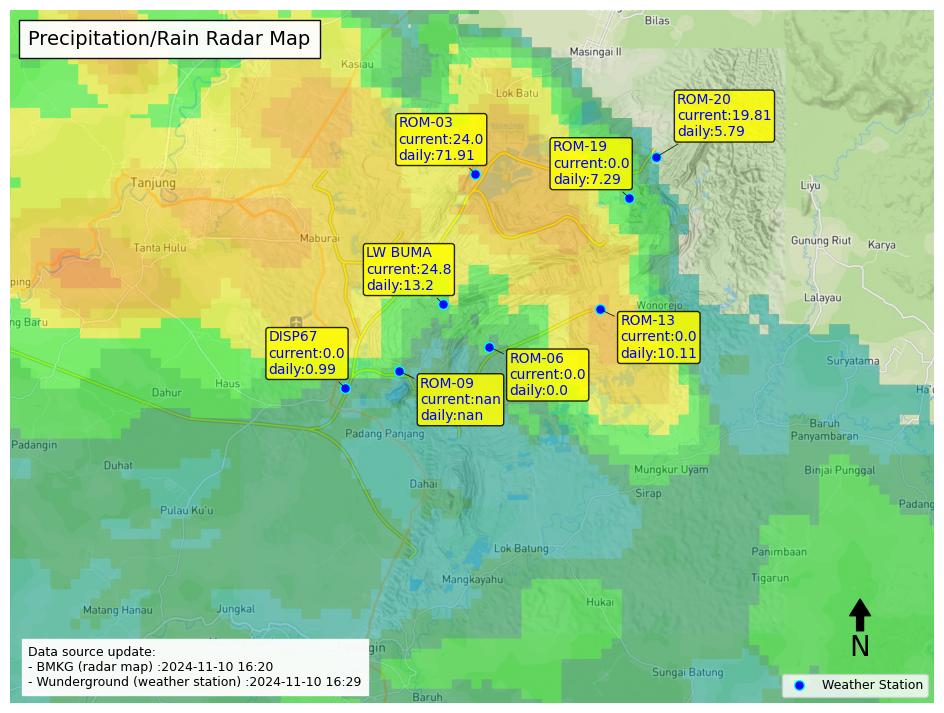 Precipitation/Rain Radar Map
Bilas
Masingai II
Kasiau
Lok Batu
ROM-20
current:19.81
daily:5.79
ROM-03
current:24.0
daily:71.91
ROM-19
current:0.0
daily:7.29
Tanjung
Liyu
Maburai
Tanta Hulu
Gunung Riut
Karya
LW BUMA
current:24.8
daily:13.2
ping
Lalayau
Wonorejo
ng Baru
ROM-13
current:0.0
daily:10.11
DISP67
current:0.0
daily:0.99
ROM-06
current:0.0
daily:0.0
Suryatama
Haus
Dahur
ROM-09
current:nan
daily:nan
Ha'u
Baruh
Panyambaran
Padang Panjang
Padangin
Duhat
Mungkur Uyam
Binjai Punggal
Dahai
Sirap
Padang
Pulau Ku'u
Lok Batung
Panimbaan
Mangkayahu
Tigarun
Hukai
Matang Hanau
Jungkal
N
gin
Data source update:
- BMKG (radar map) :2024-11-10 16:20
- Wunderground (weather station) :2024-11-10 16:29
Sungai Batung
Weather Station
Baruh